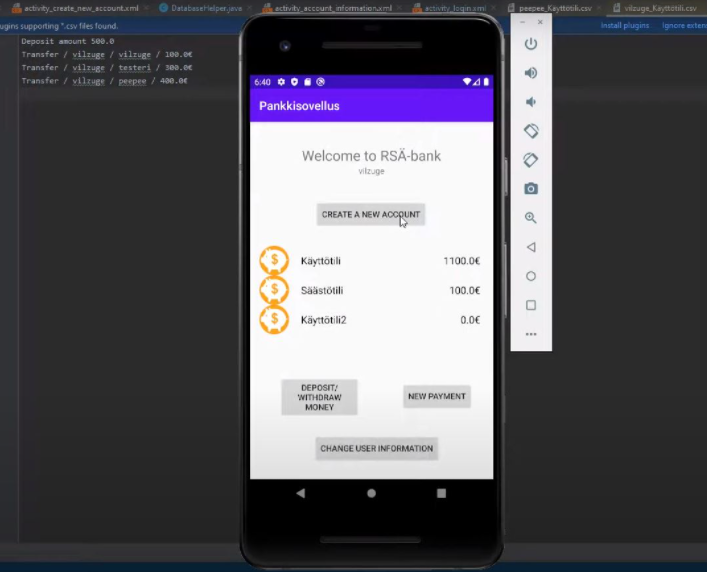 activity_create_new_account.xml
DatabaseHelper.java
activity_account_information.xml
activity_login.xml
peepee_Käyttötili.csv
vilzuge_Käyttötili.csv
ugins supporting *.csv files found.
Install plugins
Ignore exten
Deposit amount 500.0
Transfer / vilzuge / vilzuge / 100.0€
Transfer / vilzuge / testeri / 300.0€
Transfer / vilzuge / peepee / 400.0€
6:40
Pankkisovellus
Welcome to RSÄ-bank
vilzuge
CREATE A NEW ACCOUNT
Käyttötili 1100.0€
Säästötili 100.0€
Käyttötili2 0.0€
DEPOSIT/
WITHDRAW
MONEY
NEW PAYMENT
CHANGE USER INFORMATION